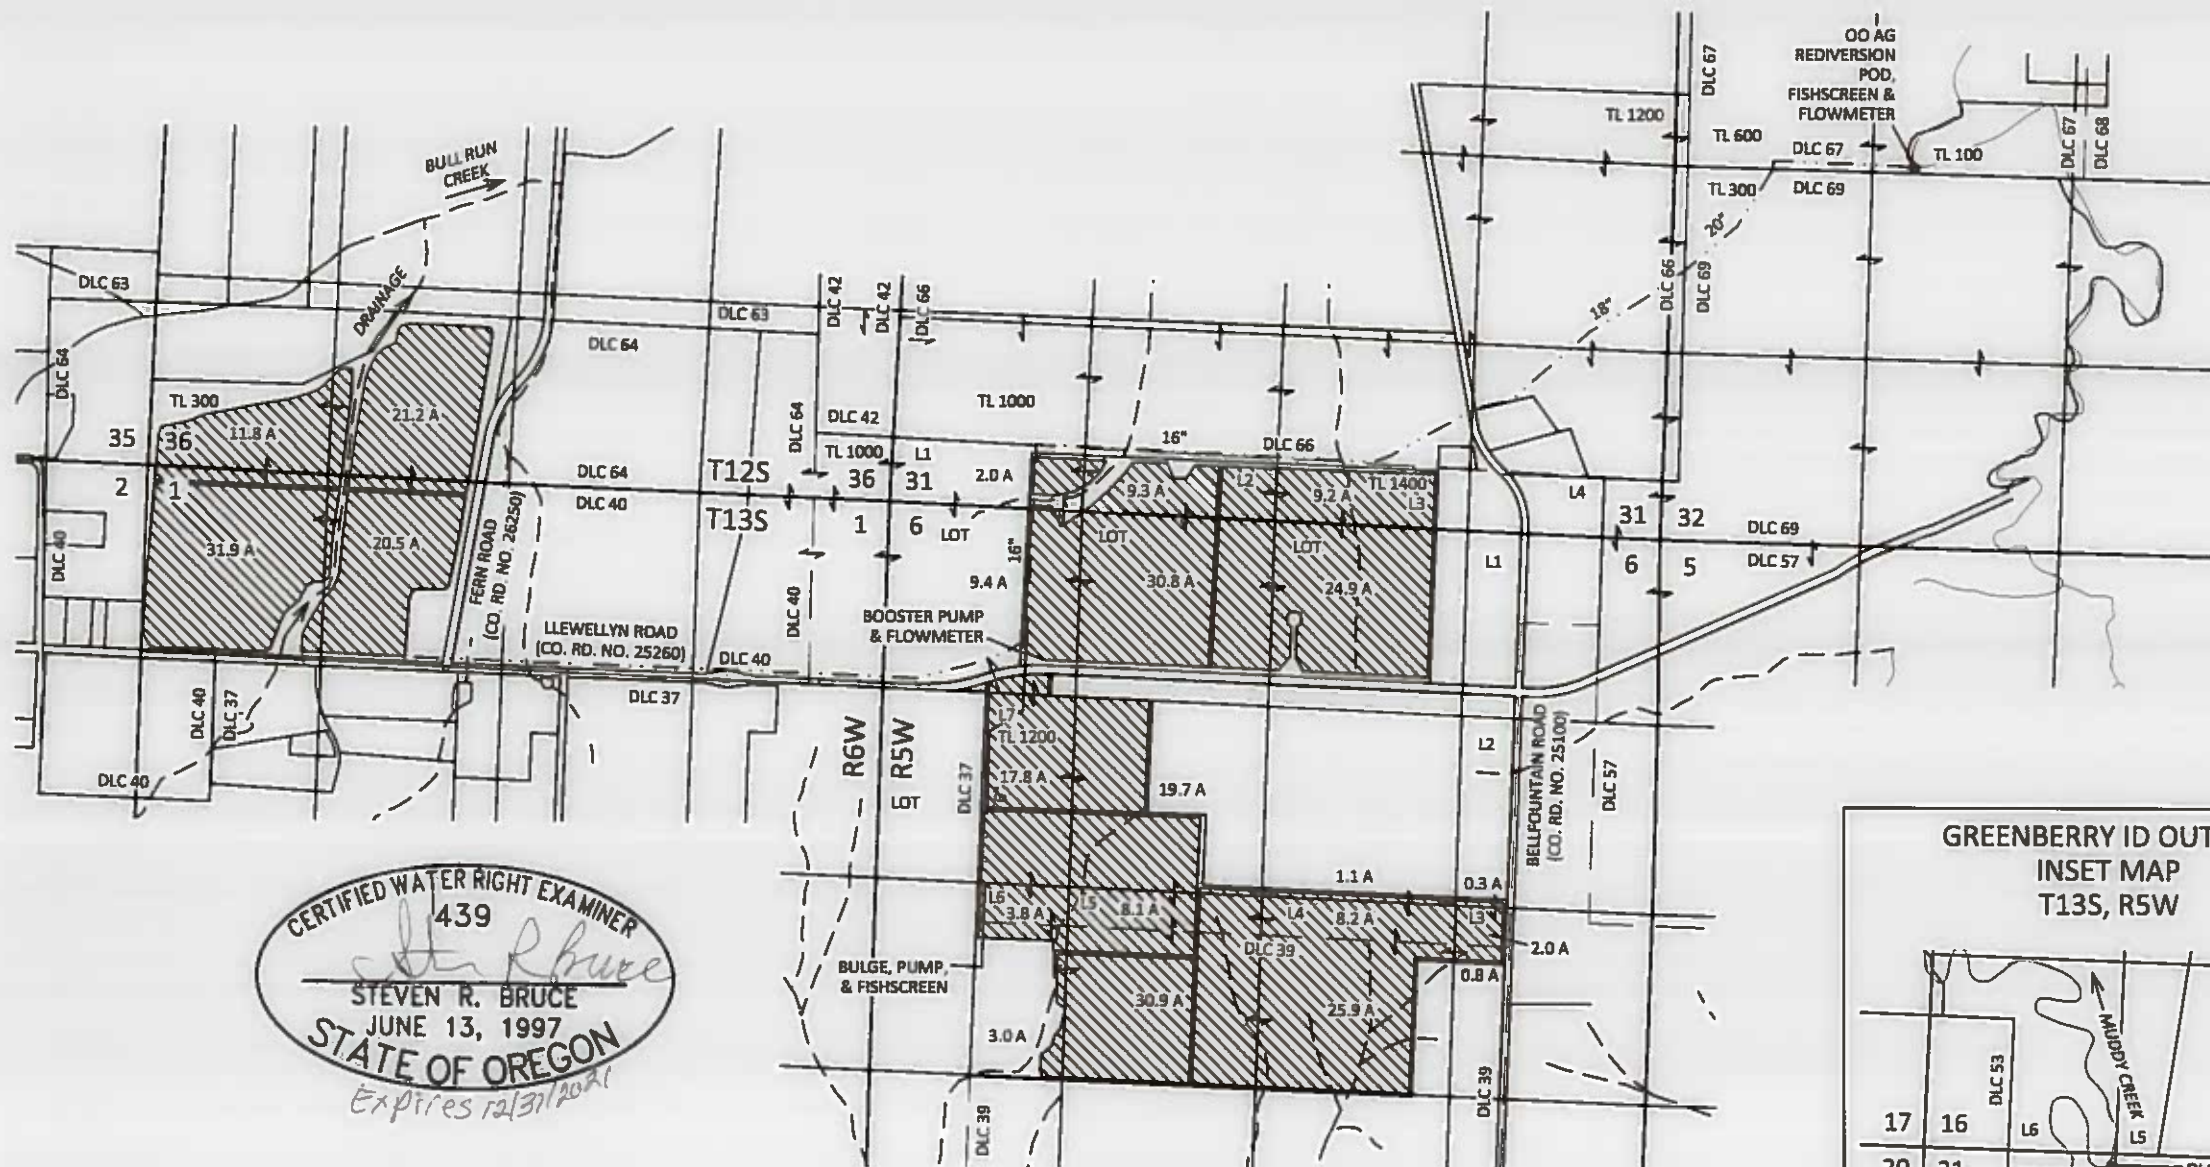 OO AG
REDIVERSION
POD,
FISHSCREEN &
FLOWMETER
DLC 67
TL 1200
TL 600
DLC 67
TL 100
DLC 67
DLC 68
TL 300
DLC 69
20"
BULL RUN
CREEK
DRAINAGE
DLC 63
DLC 64
TL 300
35
36
11.8 A
21.2 A
2
1
31.9 A
20.5 A
DLC 40
FERN ROAD
(CO. RD. NO. 26250)
DLC 63
DLC 64
DLC 64
DLC 40
T12S
T13S
DLC 42
DLC 42
DLC 66
DLC 64
DLC 42
TL 1000
L1
TL 1000
36
31
1
6
LOT
2.0 A
16"
DLC 66
18"
DLC 66
DLC 69
9.3 A
L2
9.2 A
TL 1400
L3
LOT
LOT
16"
9.4 A
30.8 A
24.9 A
L4
L1
31
32
6
5
DLC 69
DLC 57
BOOSTER PUMP
& FLOWMETER
DLC 40
LLEWELLYN ROAD
(CO. RD. NO. 25260)
DLC 40
DLC 37
DLC 40
DLC 37
DLC 40
R6W
R5W
LOT
DLC 37
L7
TL 1200
17.8 A
19.7 A
L2
BELLFOUNTAIN ROAD
(CO. RD. NO. 25100)
DLC 57
1.1 A
0.3 A
L6
3.8 A
L5
8.1 A
L4
8.2 A
L3
DLC 39
2.0 A
0.8 A
BULGE, PUMP,
& FISHSCREEN
30.9 A
25.9 A
3.0 A
DLC 39
DLC 39
CERTIFIED WATER RIGHT EXAMINER
439
Steven R Bruce
STEVEN R. BRUCE
JUNE 13, 1997
STATE OF OREGON
Expires 12/31/2021
GREENBERRY ID OUT
INSET MAP
T13S, R5W
MUDDY CREEK
DLC 53
17
16
L6
L5
20
21